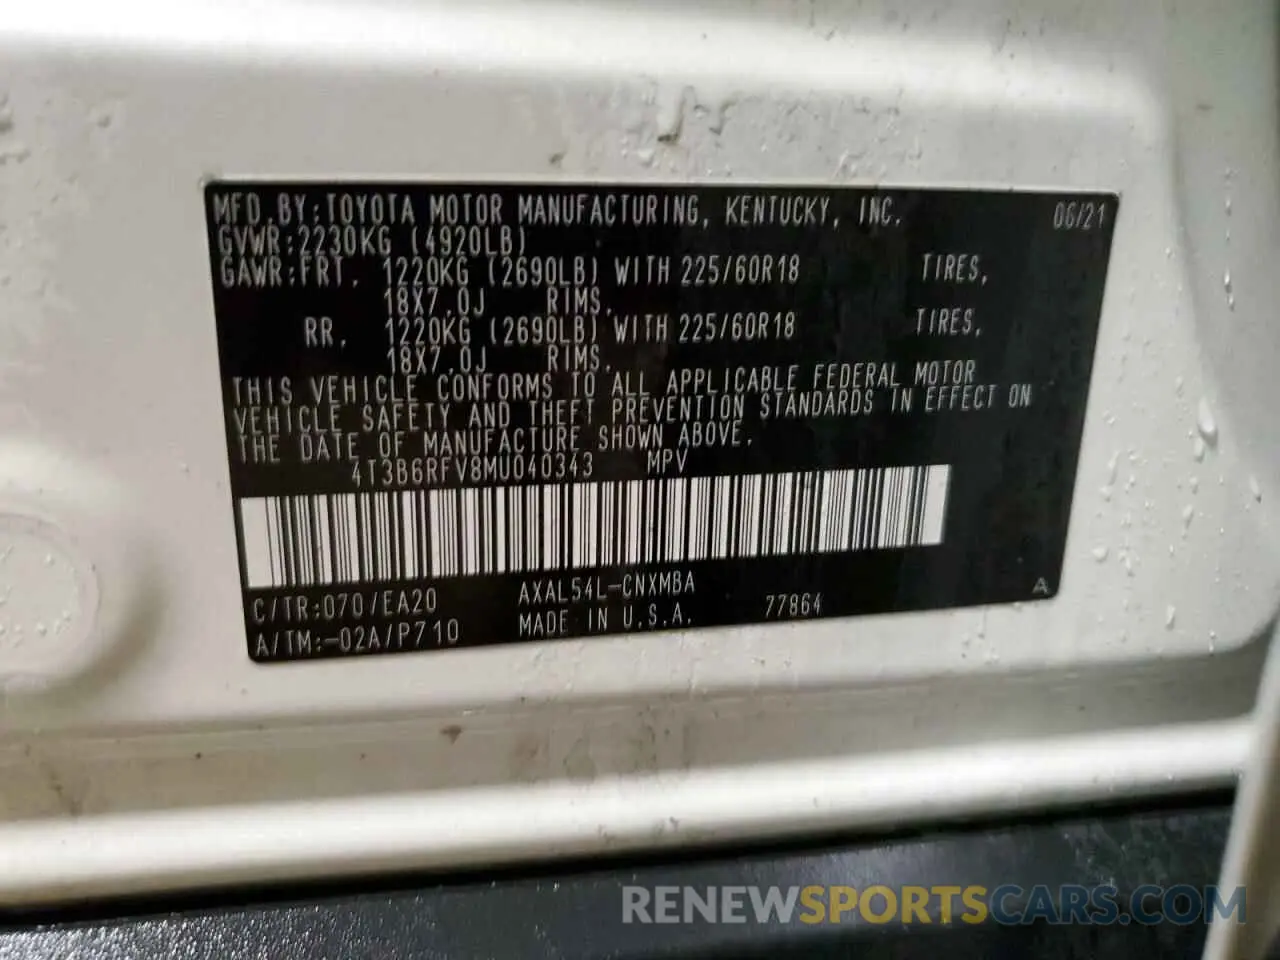 MFD.BY:TOYOTA MOTOR MANUFACTURING, KENTUCKY, INC. 06/21
GVWR:2230KG (4920LB)
GAWR:FRT. 1220KG (2690LB) WITH 225/60R18 TIRES,
18X7.0J RIMS.
RR. 1220KG (2690LB) WITH 225/60R18 TIRES,
18X7.0J RIMS.
THIS VEHICLE CONFORMS TO ALL APPLICABLE FEDERAL MOTOR
VEHICLE SAFETY AND THEFT PREVENTION STANDARDS IN EFFECT ON
THE DATE OF MANUFACTURE SHOWN ABOVE.
4T3B6RFV8MU040343 MPV
C/TR:070/EA20 AXAL54L-CNXMBA A
A/TM:-02A/P710 MADE IN U.S.A. 77864
RENEWSPORTSCARS.COM